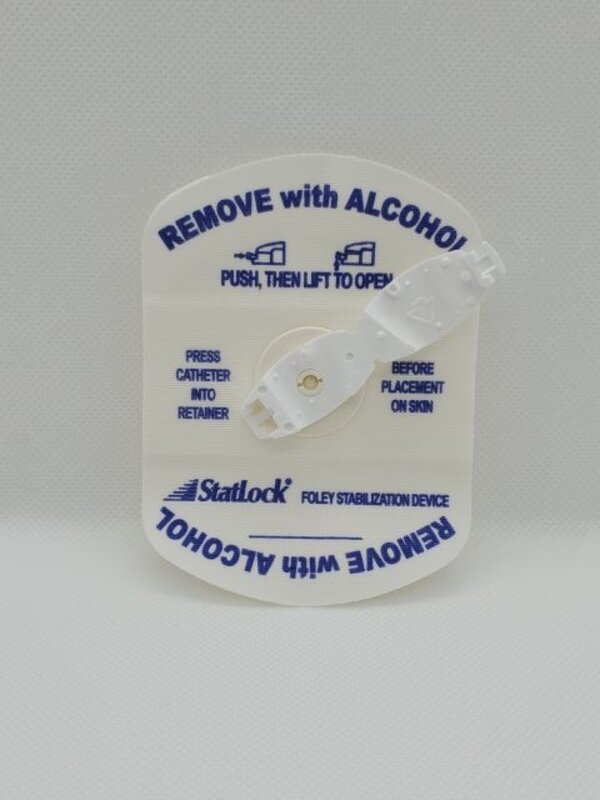 REMOVE with ALCOHOL
PUSH, THEN LIFT TO OPEN
PRESS
CATHETER
INTO
RETAINER
BEFORE
PLACEMENT
ON SKIN
StatLock® FOLEY STABILIZATION DEVICE
REMOVE with ALCOHOL